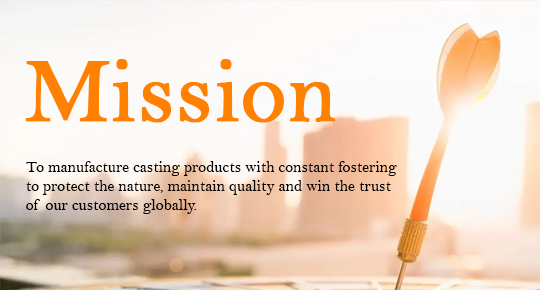 Mission
To manufacture casting products with constant fostering
to protect the nature, maintain quality and win the trust
of our customers globally.